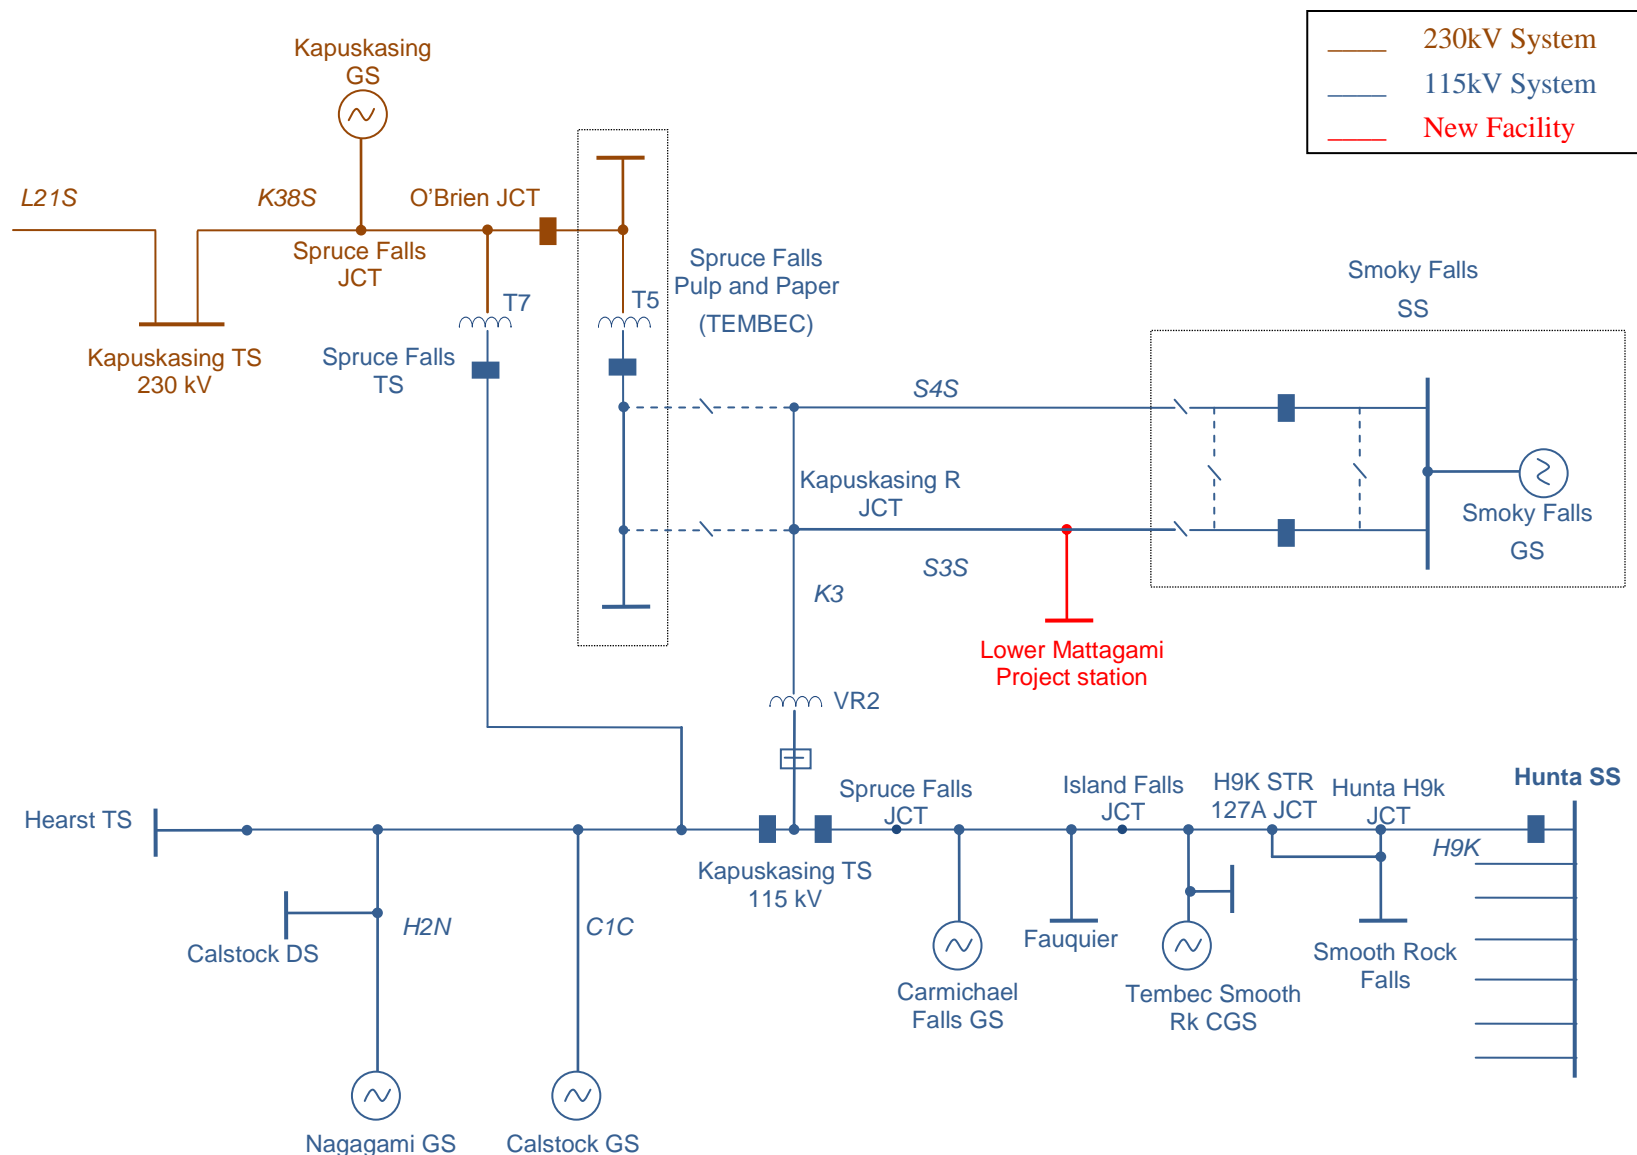 230kV System
115kV System
New Facility
Kapuskasing
GS
L21S
K38S
O’Brien JCT
Spruce Falls
JCT
Kapuskasing TS
230 kV
T7
Spruce Falls
TS
T5
Spruce Falls
Pulp and Paper
(TEMBEC)
S4S
Smoky Falls
SS
Kapuskasing R
JCT
S3S
K3
Smoky Falls
GS
Lower Mattagami
Project station
VR2
Hearst TS
Spruce Falls
JCT
Island Falls
JCT
H9K STR
127A JCT
Hunta H9k
JCT
Hunta SS
H9K
Kapuskasing TS
115 kV
Calstock DS
H2N
C1C
Carmichael
Falls GS
Fauquier
Tembec Smooth
Rk CGS
Smooth Rock
Falls
Nagagami GS
Calstock GS